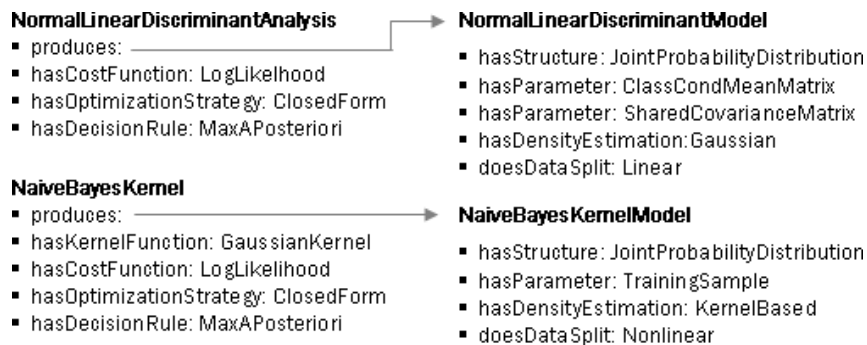 NormalLinearDiscriminantAnalysis
▪ produces:
▪ hasCostFunction: LogLikelhood
▪ hasOptimizationStrategy: ClosedForm
▪ hasDecisionRule: MaxAPosteriori
NormalLinearDiscriminantModel
▪ hasStructure: JointProbabilityDistribution
▪ hasParameter: ClassCondMeanMatrix
▪ hasParameter: SharedCovarianceMatrix
▪ hasDensityEstimation:Gaussian
▪ doesDataSplit: Linear
NaiveBayesKernel
▪ produces:
▪ hasKernelFunction: GaussianKernel
▪ hasCostFunction: LogLikelihood
▪ hasOptimizationStrategy: ClosedForm
▪ hasDecisionRule: MaxAPosteriori
NaiveBayesKernelModel
▪ hasStructure: JointProbabilityDistribution
▪ hasParameter: TrainingSample
▪ hasDensityEstimation: KernelBased
▪ doesDataSplit: Nonlinear